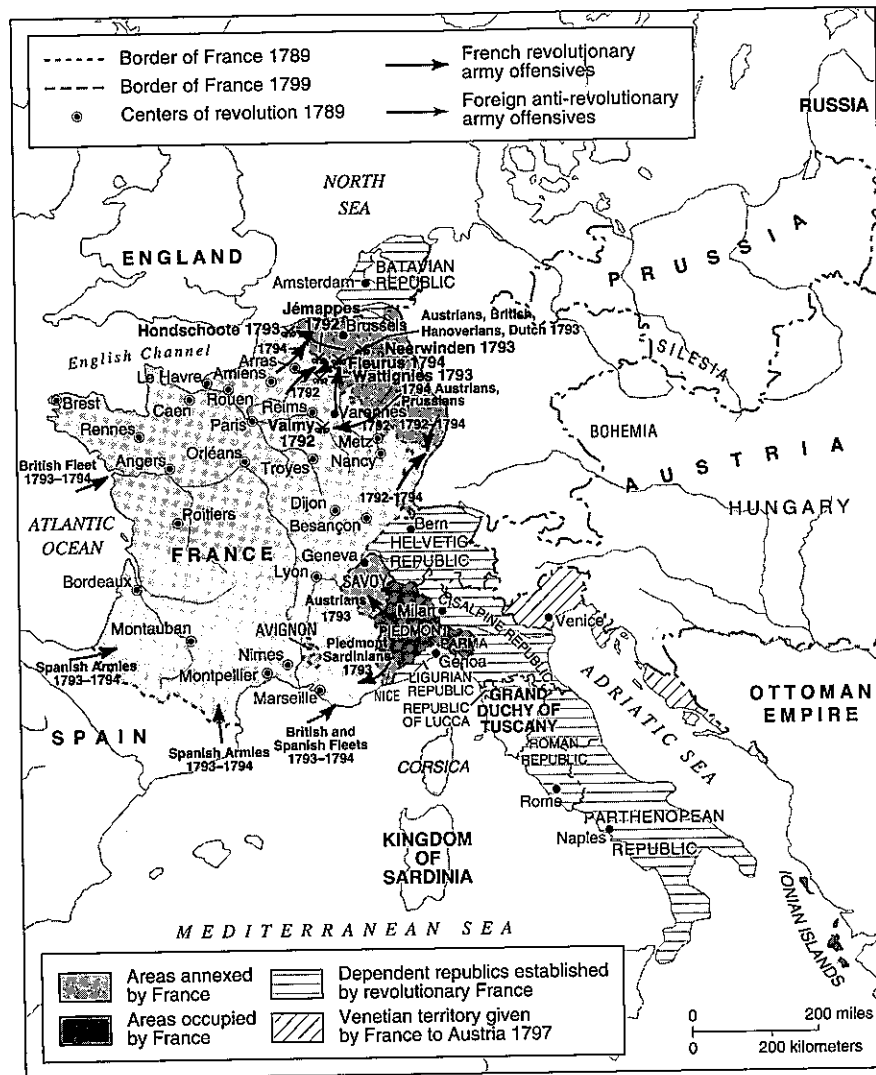 Border of France 1789
Border of France 1799
Centers of revolution 1789
French revolutionary
army offensives
Foreign anti-revolutionary
army offensives
RUSSIA
NORTH
SEA
ENGLAND
PRUSSIA
Amsterdam
BATAVIAN
REPUBLIC
Jémappes
1792
Hondschoote 1793
Brussels
Austrians, British,
Hanoverians, Dutch 1793
English Channel
1794
Neerwinden 1793
SILESIA
Arras
Fleurus 1794
Wattignies 1793
Le Havre
Amiens
1794
Austrians,
Prussians
Brest
Caen
Rouen
1792
Reims
Varennes
1792
1792–1794
Rennes
Paris
Valmy
1792
Metz
BOHEMIA
AUSTRIA
Angers
Orléans
Troyes
Nancy
British Fleet
1793–1794
1792–1794
HUNGARY
Dijon
Besançon
Bern
ATLANTIC
OCEAN
Poitiers
FRANCE
HELVETIC
REPUBLIC
Geneva
Lyon
SAVOY
Bordeaux
Austrians
1793
Milan
CISALPINE REPUBLIC
Venice
Montauban
AVIGNON
PIEDMONT
PARMA
Piedmont
Sardinians
1793
Genoa
Spanish Armies
1793–1794
Nimes
Montpellier
LIGURIAN
REPUBLIC
ADRIATIC SEA
Marseille
NICE
REPUBLIC
OF LUCCA
GRAND
DUCHY OF
TUSCANY
OTTOMAN
EMPIRE
SPAIN
Spanish Armies
1793–1794
British and
Spanish Fleets
1793–1794
CORSICA
ROMAN
REPUBLIC
Rome
KINGDOM
OF
SARDINIA
PARTHENOPEAN
REPUBLIC
Naples
IONIAN ISLANDS
MEDITERRANEAN SEA
Areas annexed
by France
Areas occupied
by France
Dependent republics established
by revolutionary France
Venetian territory given
by France to Austria 1797
0 200 miles
0 200 kilometers